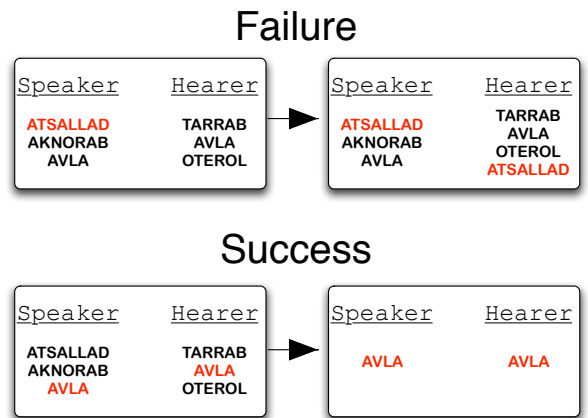 Failure
Speaker Hearer
ATSALLAD TARRAB
AKNORAB AVLA
AVLA OTEROL
Speaker Hearer
ATSALLAD TARRAB
AKNORAB AVLA
AVLA OTEROL
ATSALLAD
Success
Speaker Hearer
ATSALLAD TARRAB
AKNORAB AVLA
AVLA OTEROL
Speaker Hearer
AVLA AVLA